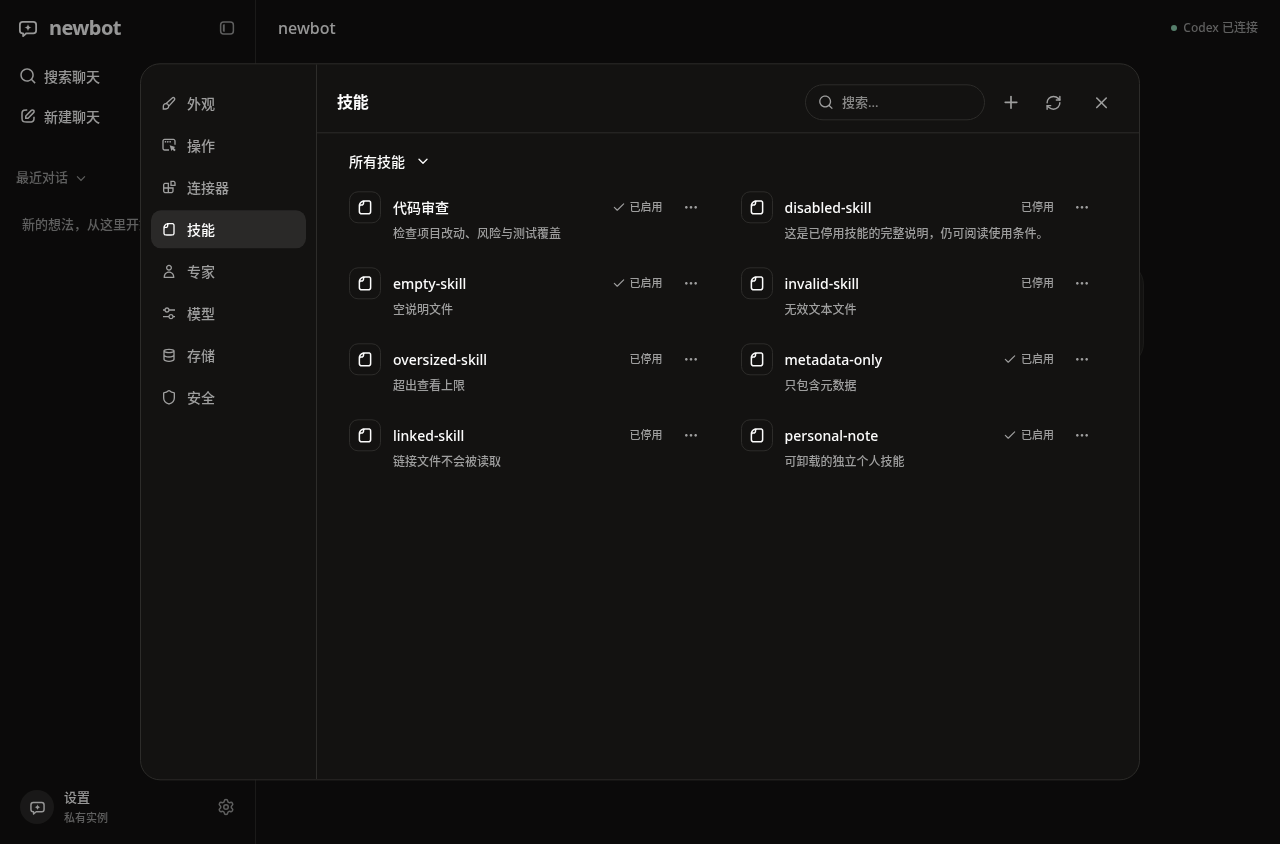 newbot
newbot
Codex 已连接
搜索聊天
新建聊天
最近对话
新的想法，从这里开
外观
操作
连接器
技能
专家
模型
存储
安全
技能
搜索...
所有技能
代码审查
已启用
检查项目改动、风险与测试覆盖
disabled-skill
已停用
这是已停用技能的完整说明，仍可阅读使用条件。
empty-skill
已启用
空说明文件
invalid-skill
已停用
无效文本文件
oversized-skill
已停用
超出查看上限
metadata-only
已启用
只包含元数据
linked-skill
已停用
链接文件不会被读取
personal-note
已启用
可卸载的独立个人技能
设置
私有实例